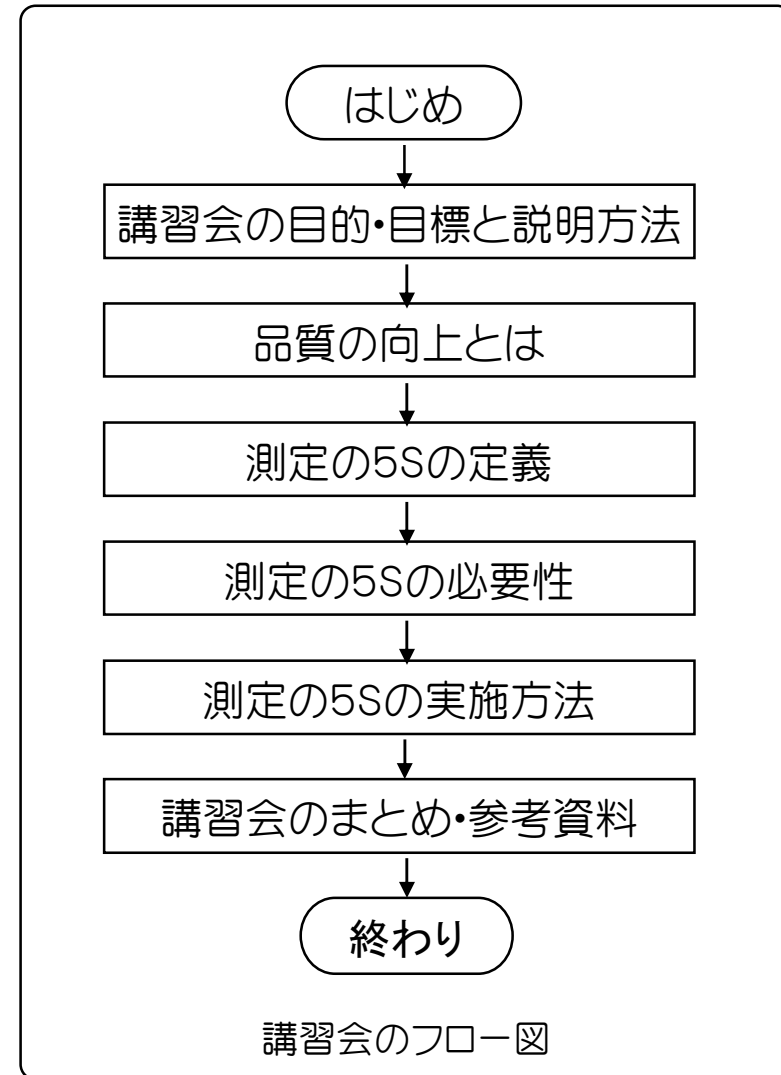 はじめ
講習会の目的・目標と説明方法
品質の向上とは
測定の5Sの定義
測定の5Sの必要性
測定の5Sの実施方法
講習会のまとめ・参考資料
終わり
講習会のフロー図